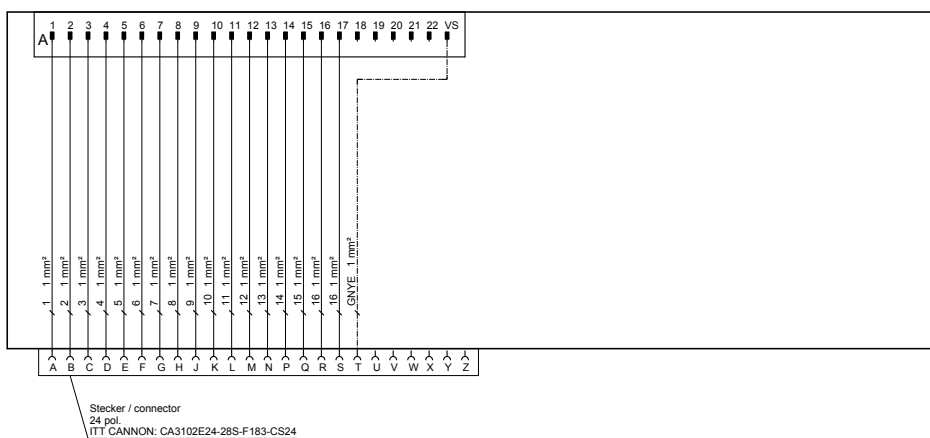 1 2 3 4 5 6 7 8 9 10 11 12 13 14 15 16 17 18 19 20 21 22 VS
A
1 1 mm²
2 1 mm²
3 1 mm²
4 1 mm²
5 1 mm²
6 1 mm²
7 1 mm²
8 1 mm²
9 1 mm²
10 1 mm²
11 1 mm²
12 1 mm²
13 1 mm²
14 1 mm²
15 1 mm²
16 1 mm²
16 1 mm²
GNYE 1 mm²
A B C D E F G H J K L M N P Q R S T U V W X Y Z
Stecker / connector
24 pol.
ITT CANNON: CA3102E24-28S-F183-CS24